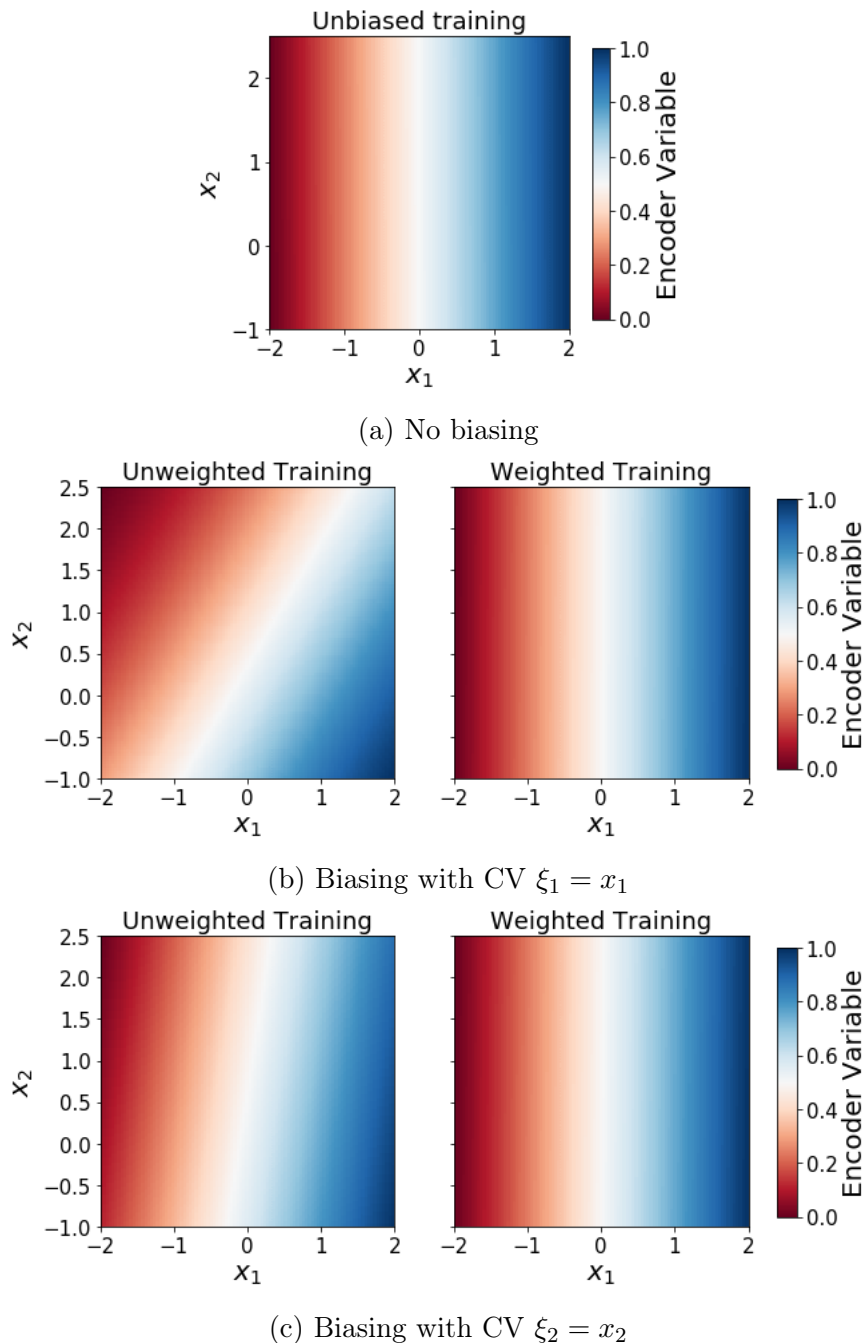 Unbiased training
2
1
0
−1
x₂
−2 −1 0 1 2
x₁
1.0
0.8
0.6
0.4
0.2
0.0
Encoder Variable
(a) No biasing
Unweighted Training
2.5
2.0
1.5
1.0
0.5
0.0
−0.5
−1.0
x₂
−2 −1 0 1 2
x₁
Weighted Training
−2 −1 0 1 2
x₁
1.0
0.8
0.6
0.4
0.2
0.0
Encoder Variable
(b) Biasing with CV ξ₁ = x₁
Unweighted Training
2.5
2.0
1.5
1.0
0.5
0.0
−0.5
−1.0
x₂
−2 −1 0 1 2
x₁
Weighted Training
−2 −1 0 1 2
x₁
1.0
0.8
0.6
0.4
0.2
0.0
Encoder Variable
(c) Biasing with CV ξ₂ = x₂